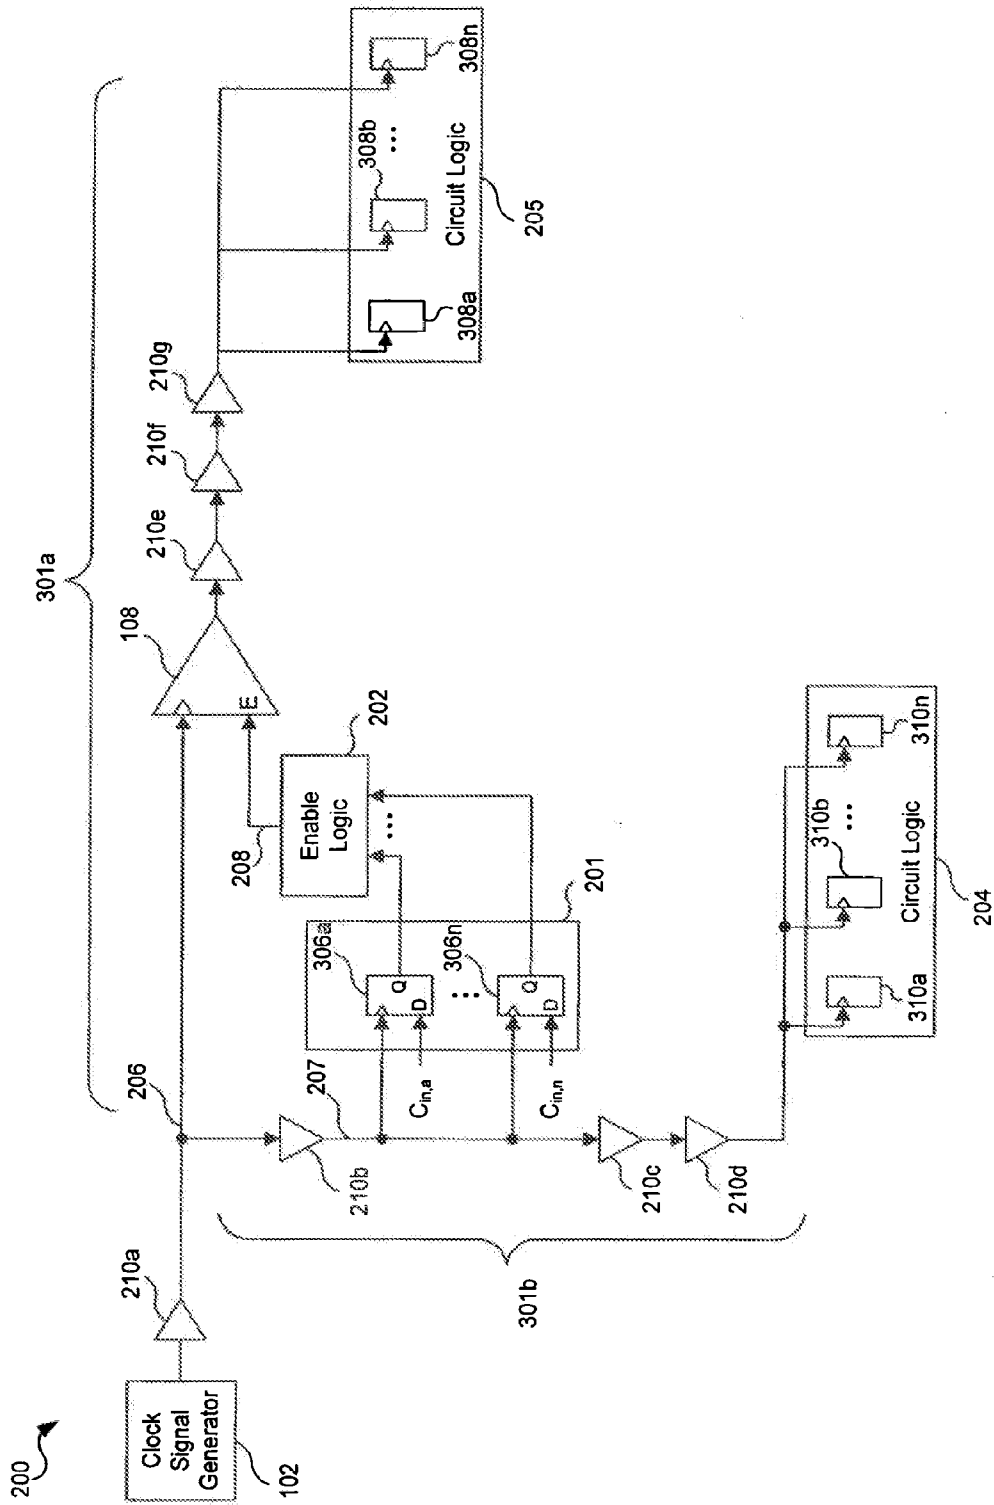 200
Clock
Signal
Generator
102
210a
206
301a
108
E
210e
210f
210g
308a
308b
...
308n
Circuit Logic
205
208
Enable
Logic
202
...
201
306a
Q
D
...
306n
Q
D
Cin,a
Cin,n
207
210b
210c
210d
301b
310a
310b
...
310n
Circuit Logic
204